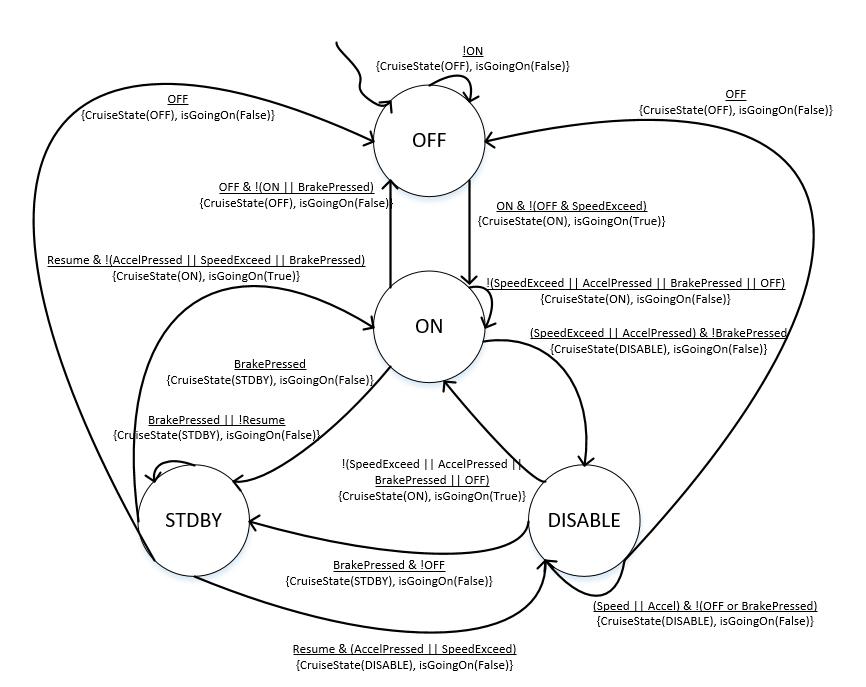 !ON
{CruiseState(OFF), isGoingOn(False)}
OFF
{CruiseState(OFF), isGoingOn(False)}
OFF
{CruiseState(OFF), isGoingOn(False)}
OFF
OFF & !(ON || BrakePressed)
{CruiseState(OFF), isGoingOn(False)}
ON & !(OFF & SpeedExceed)
{CruiseState(ON), isGoingOn(True)}
Resume & !(AccelPressed || SpeedExceed || BrakePressed)
{CruiseState(ON), isGoingOn(True)}
!(SpeedExceed || AccelPressed || BrakePressed || OFF)
{CruiseState(ON), isGoingOn(False)}
ON
(SpeedExceed || AccelPressed) & !BrakePressed
{CruiseState(DISABLE), isGoingOn(False)}
BrakePressed
{CruiseState(STDBY), isGoingOn(False)}
BrakePressed || !Resume
{CruiseState(STDBY), isGoingOn(False)}
!(SpeedExceed || AccelPressed ||
BrakePressed || OFF)
{CruiseState(ON), isGoingOn(True)}
STDBY
DISABLE
BrakePressed & !OFF
{CruiseState(STDBY), isGoingOn(False)}
(Speed || Accel) & !(OFF or BrakePressed)
{CruiseState(DISABLE), isGoingOn(False)}
Resume & (AccelPressed || SpeedExceed)
{CruiseState(DISABLE), isGoingOn(False)}